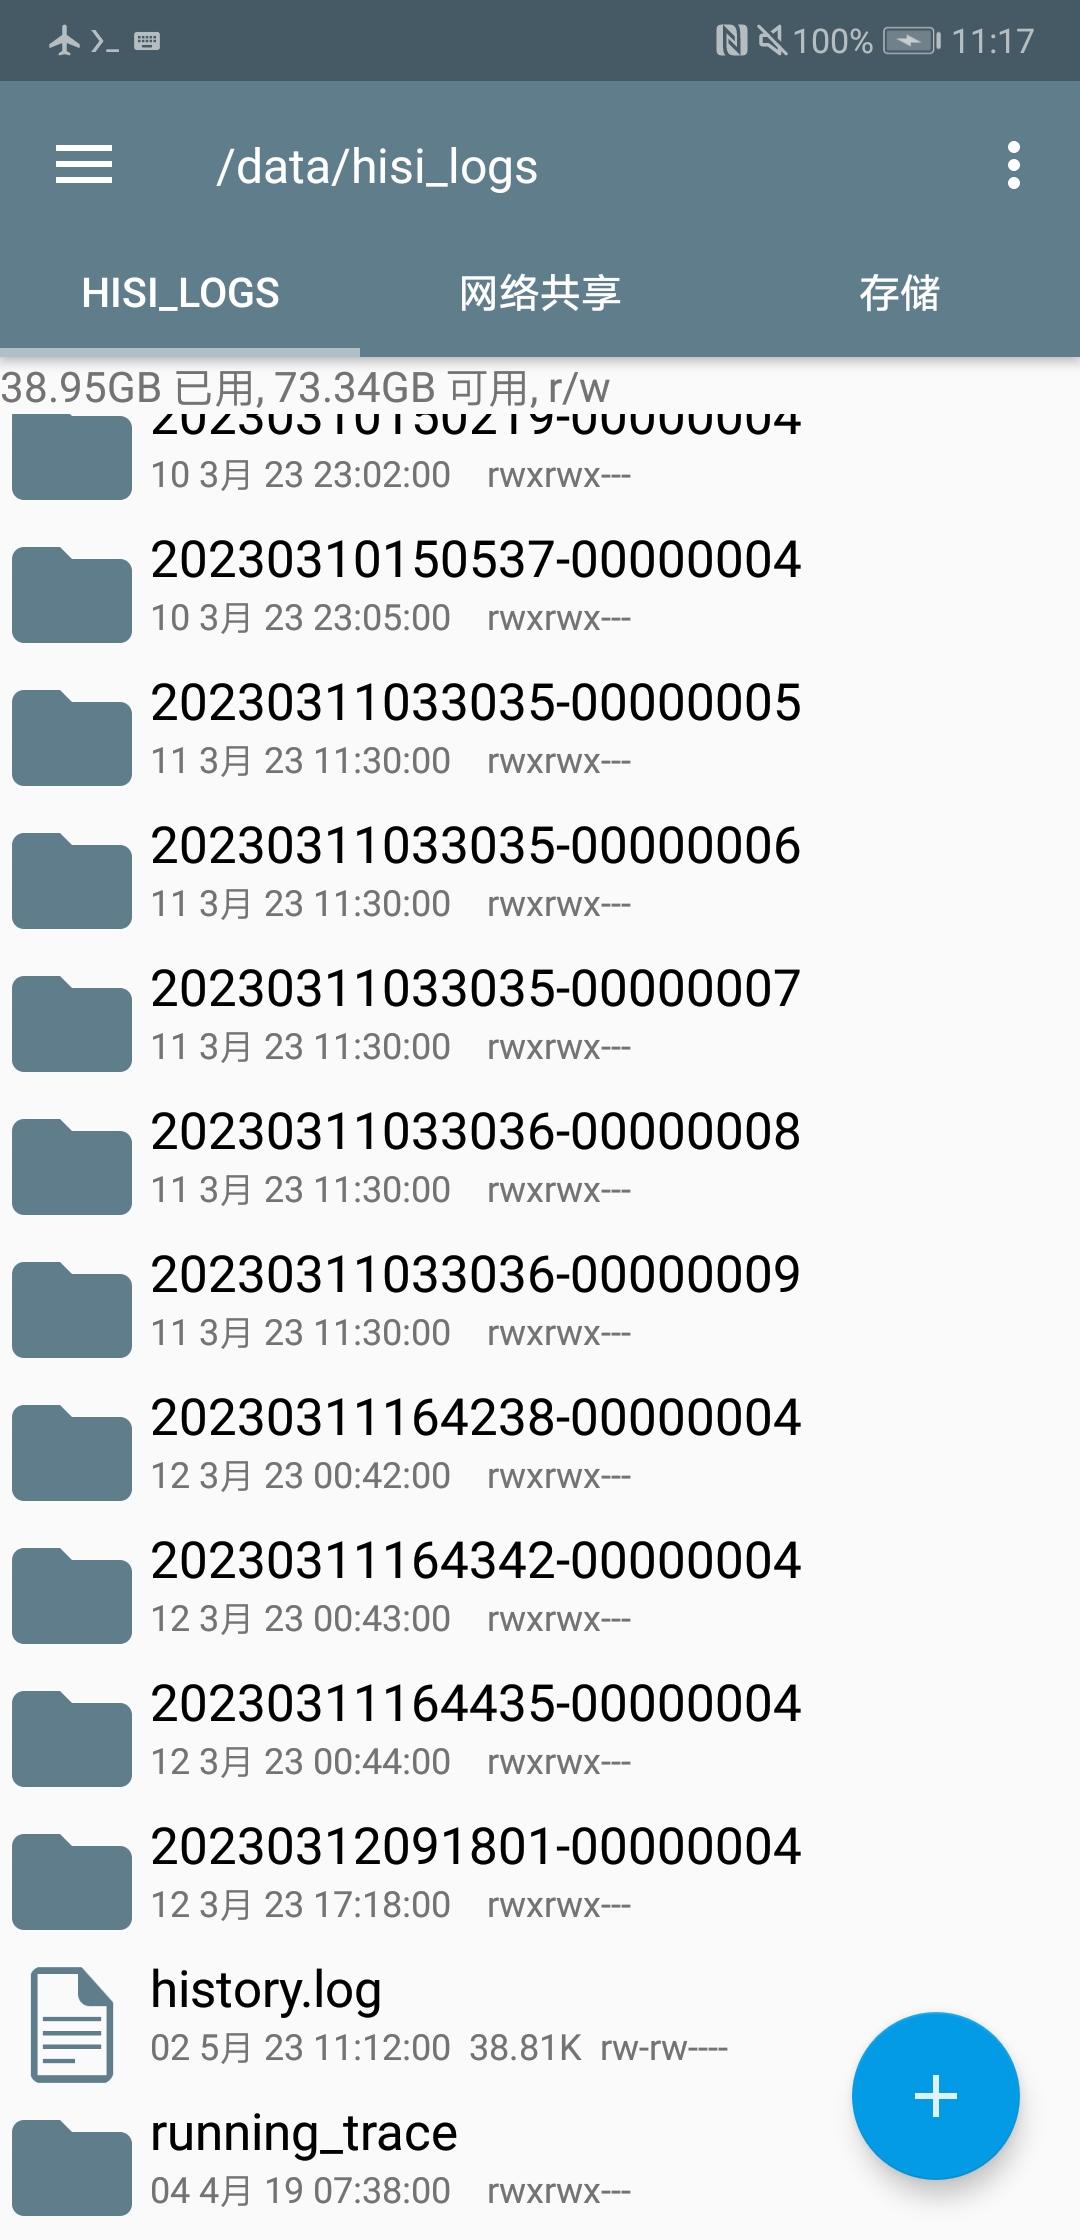 100% 11:17
/data/hisi_logs
HISI_LOGS 网络共享 存储
38.95GB 已用, 73.34GB 可用, r/w
20230310150219-00000004
10 3月 23 23:02:00 rwxrwx---
20230310150537-00000004
10 3月 23 23:05:00 rwxrwx---
20230311033035-00000005
11 3月 23 11:30:00 rwxrwx---
20230311033035-00000006
11 3月 23 11:30:00 rwxrwx---
20230311033035-00000007
11 3月 23 11:30:00 rwxrwx---
20230311033036-00000008
11 3月 23 11:30:00 rwxrwx---
20230311033036-00000009
11 3月 23 11:30:00 rwxrwx---
20230311164238-00000004
12 3月 23 00:42:00 rwxrwx---
20230311164342-00000004
12 3月 23 00:43:00 rwxrwx---
20230311164435-00000004
12 3月 23 00:44:00 rwxrwx---
20230312091801-00000004
12 3月 23 17:18:00 rwxrwx---
history.log
02 5月 23 11:12:00 38.81K rw-rw----
running_trace
04 4月 19 07:38:00 rwxrwx---